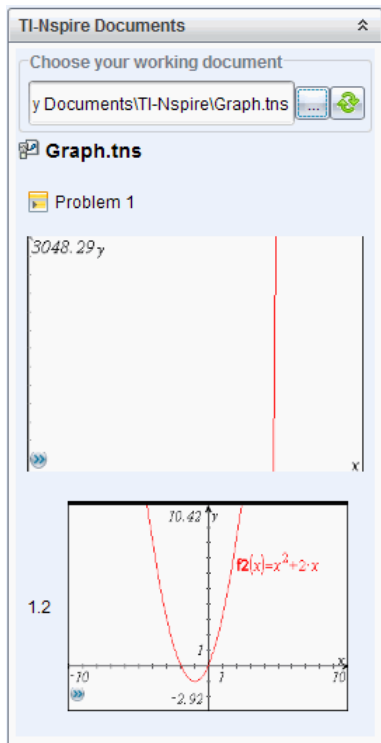 TI-Nspire Documents
Choose your working document
y Documents\TI-Nspire\Graph.tns ...
Graph.tns
Problem 1
3048.29 y
x
1.2
10.42 y
f2(x)=x²+2·x
1
x
-10 1 10
-2.92